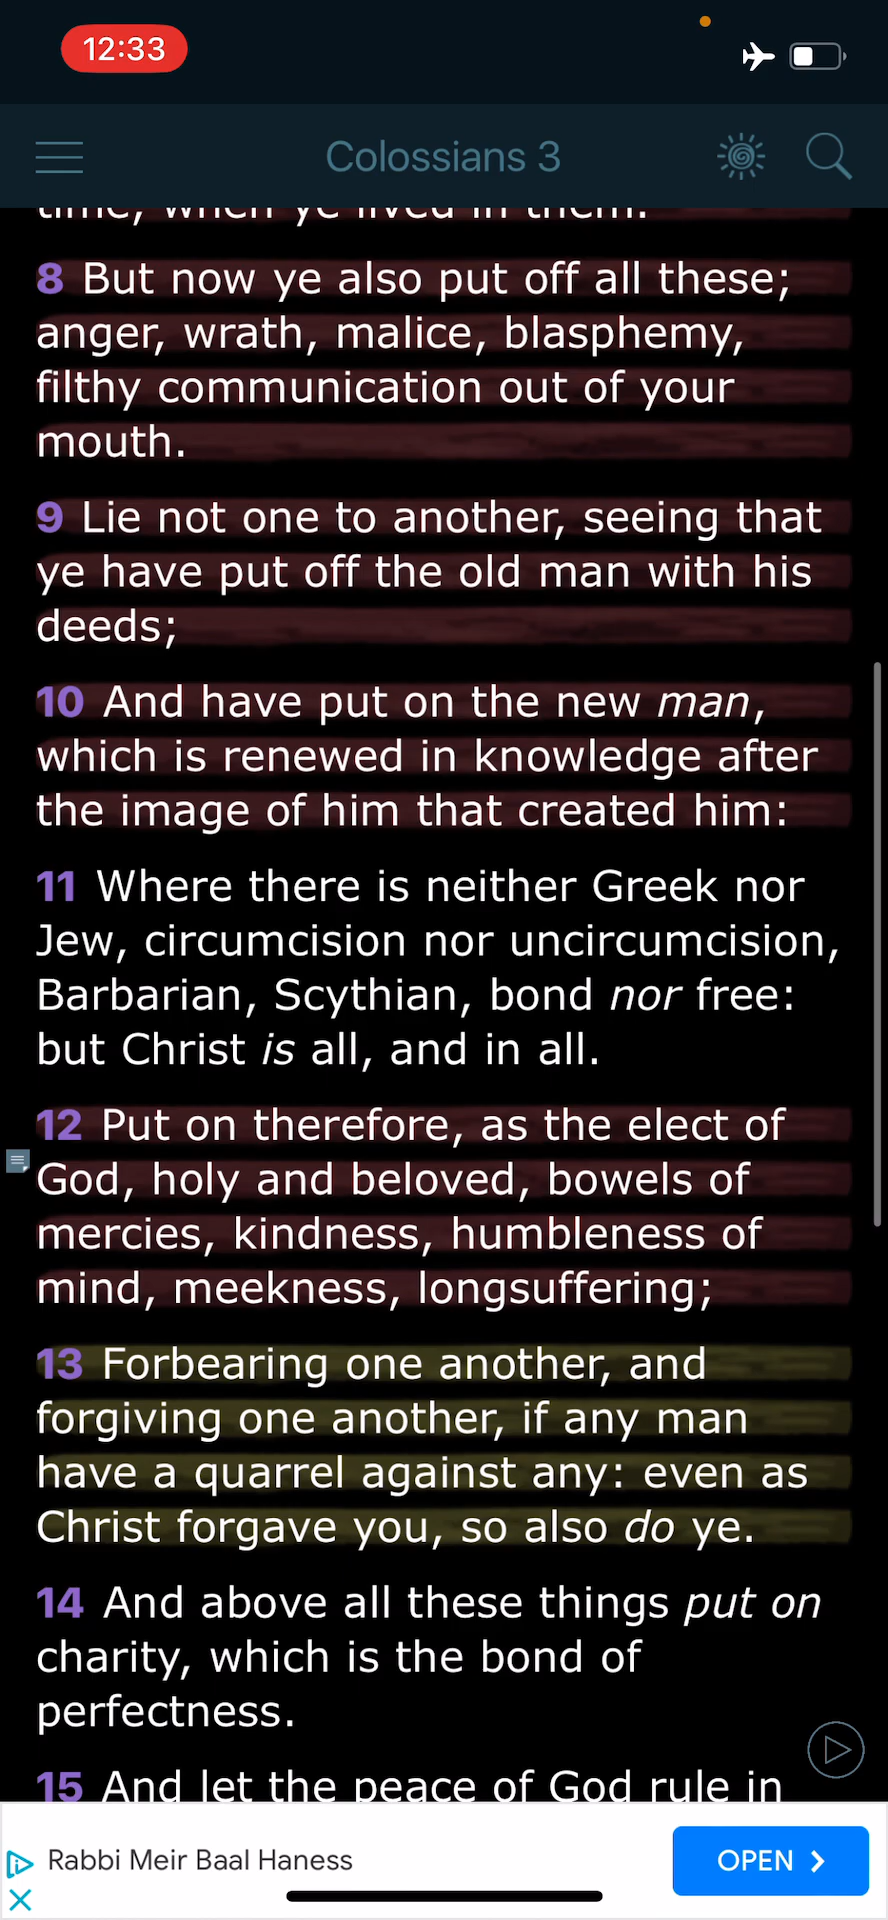 12:33
Colossians 3
time, when ye lived in them.
8 But now ye also put off all these;
anger, wrath, malice, blasphemy,
filthy communication out of your
mouth.
9 Lie not one to another, seeing that
ye have put off the old man with his
deeds;
10 And have put on the new man,
which is renewed in knowledge after
the image of him that created him:
11 Where there is neither Greek nor
Jew, circumcision nor uncircumcision,
Barbarian, Scythian, bond nor free:
but Christ is all, and in all.
12 Put on therefore, as the elect of
God, holy and beloved, bowels of
mercies, kindness, humbleness of
mind, meekness, longsuffering;
13 Forbearing one another, and
forgiving one another, if any man
have a quarrel against any: even as
Christ forgave you, so also do ye.
14 And above all these things put on
charity, which is the bond of
perfectness.
15 And let the peace of God rule in
Rabbi Meir Baal Haness
OPEN